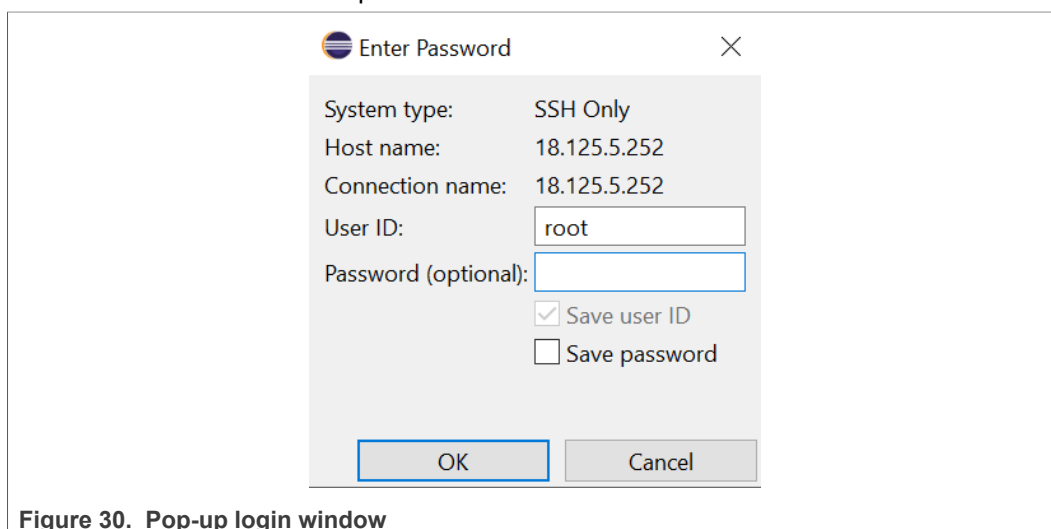 Enter Password
System type: SSH Only
Host name: 18.125.5.252
Connection name: 18.125.5.252
User ID: root
Password (optional):
Save user ID
Save password
OK Cancel
Figure 30. Pop-up login window